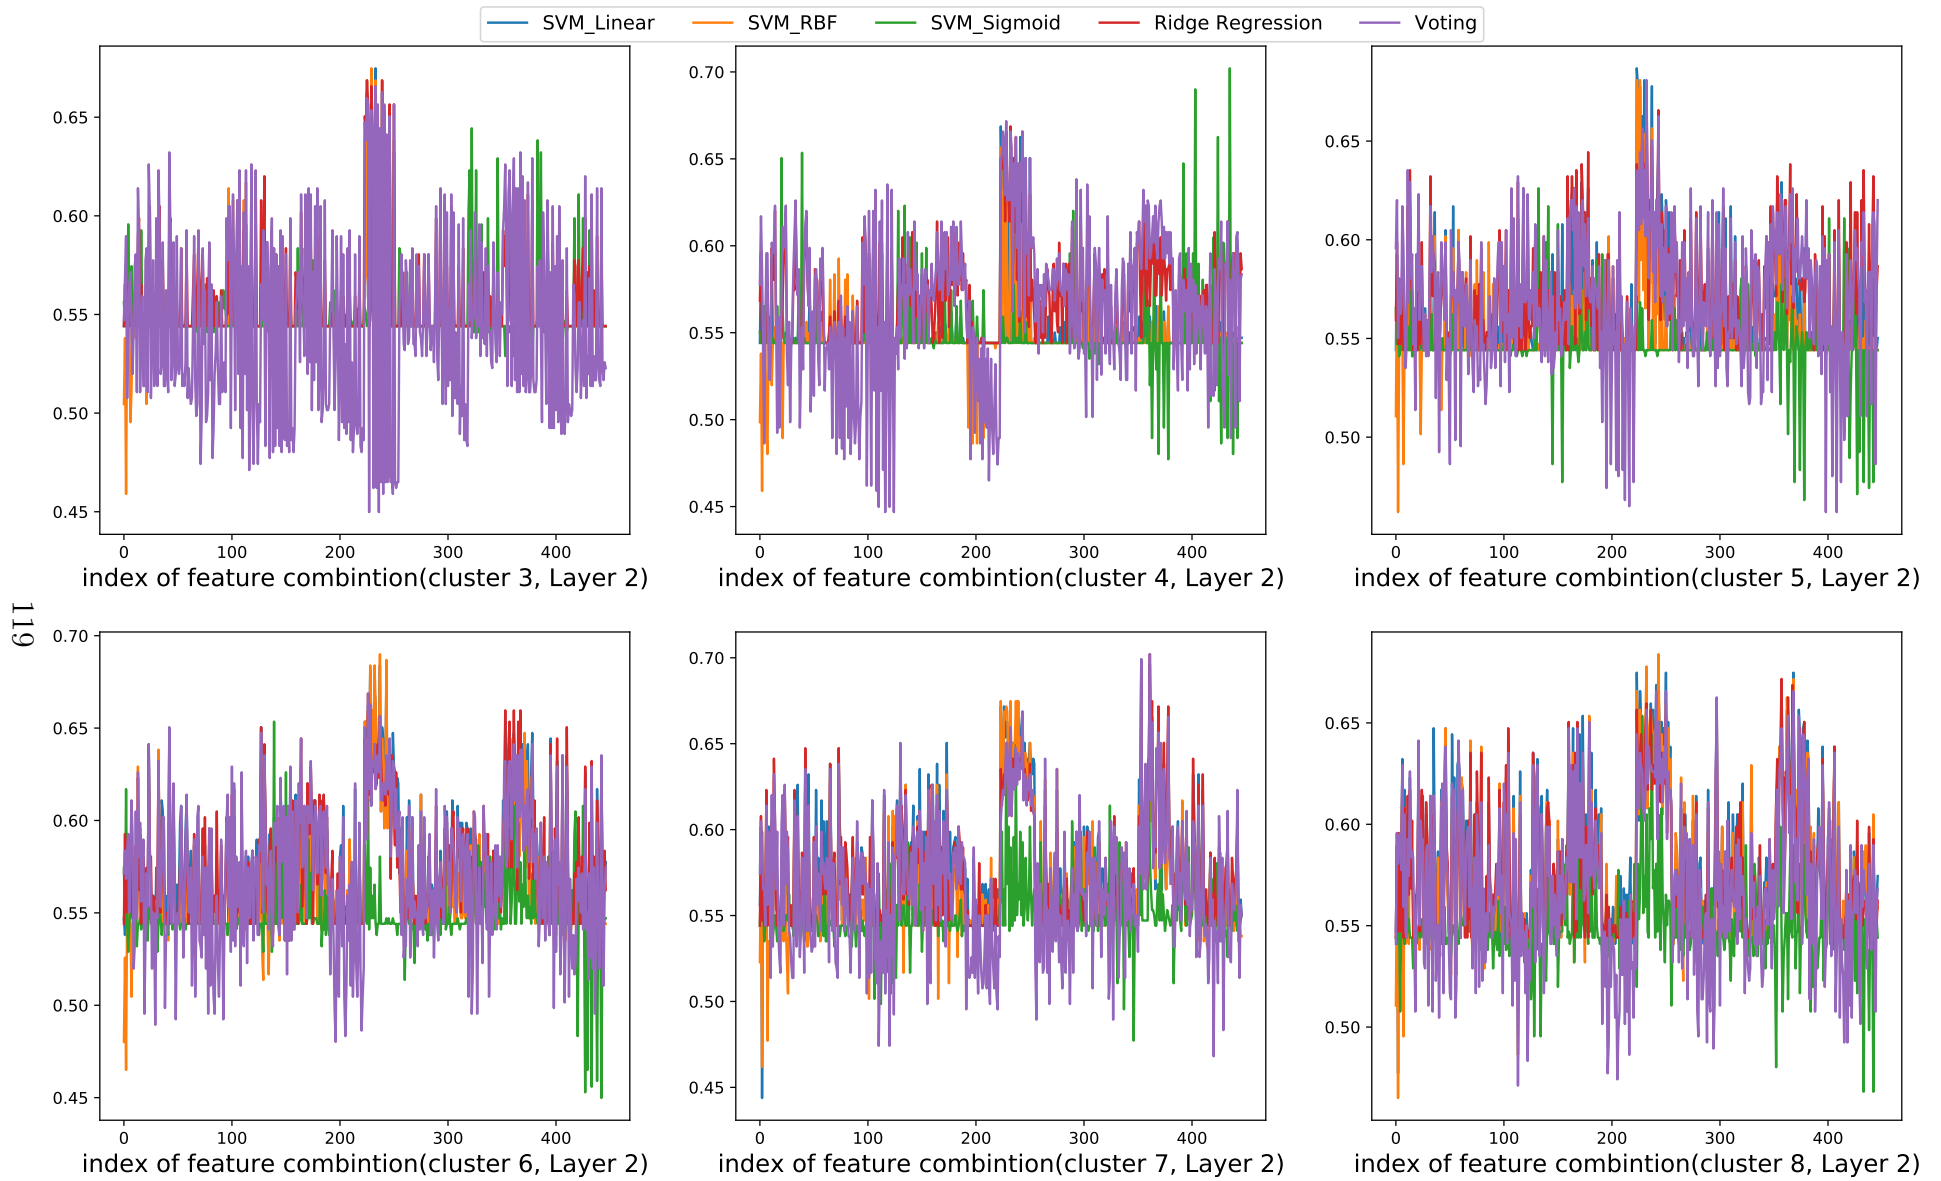 SVM_Linear SVM_RBF SVM_Sigmoid Ridge Regression Voting
0.65
0.60
0.55
0.50
0.45
0 100 200 300 400
index of feature combintion(cluster 3, Layer 2)
0.70
0.65
0.60
0.55
0.50
0.45
0 100 200 300 400
index of feature combintion(cluster 4, Layer 2)
0.65
0.60
0.55
0.50
0 100 200 300 400
index of feature combintion(cluster 5, Layer 2)
119
0.70
0.65
0.60
0.55
0.50
0.45
0 100 200 300 400
index of feature combintion(cluster 6, Layer 2)
0.70
0.65
0.60
0.55
0.50
0.45
0 100 200 300 400
index of feature combintion(cluster 7, Layer 2)
0.65
0.60
0.55
0.50
0 100 200 300 400
index of feature combintion(cluster 8, Layer 2)